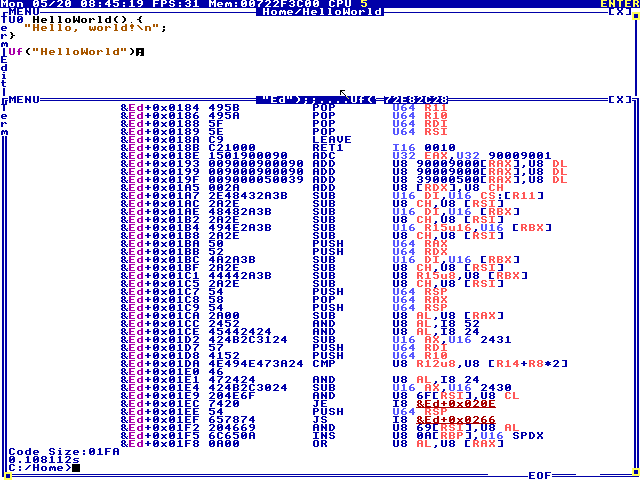 Mon 05/20 08:45:19 FPS:31 Mem:00722F3C00 CPU 5 ENTER
MENU Home/HelloWorld [X]
U0 HelloWorld() {
"Hello, world!\n";
}
Uf("HelloWorld");
MENU "Ed");;....Uf( 72E82C28 [X]
&Ed+0x0184 495B POP U64 R11
&Ed+0x0186 495A POP U64 R10
&Ed+0x0188 5F POP U64 RDI
&Ed+0x0189 5E POP U64 RSI
&Ed+0x018A C9 LEAVE
&Ed+0x018B C21000 RET1 I16 0010
&Ed+0x018E 1501900090 ADC U32 EAX,U32 90009001
&Ed+0x0193 009000900090 ADD U8 90009000[RAX],U8 DL
&Ed+0x0199 009000900090 ADD U8 90009000[RAX],U8 DL
&Ed+0x019F 009000050039 ADD U8 39000500[RAX],U8 DL
&Ed+0x01A5 002A ADD U8 [RDX],U8 CH
&Ed+0x01A7 2E48432A3B SUB U16 DI,U16 CS:[R11]
&Ed+0x01AC 2A2E SUB U8 CH,U8 [RSI]
&Ed+0x01AE 48482A3B SUB U16 DI,U16 [RBX]
&Ed+0x01B2 2A2E SUB U8 CH,U8 [RSI]
&Ed+0x01B4 494E2A3B SUB U16 R15u16,U16 [RBX]
&Ed+0x01B8 2A2E SUB U8 CH,U8 [RSI]
&Ed+0x01BA 50 PUSH U64 RAX
&Ed+0x01BB 52 PUSH U64 RDX
&Ed+0x01BC 4A2A3B SUB U16 DI,U16 [RBX]
&Ed+0x01BF 2A2E SUB U8 CH,U8 [RSI]
&Ed+0x01C1 44442A3B SUB U8 R15u8,U8 [RBX]
&Ed+0x01C5 2A2E SUB U8 CH,U8 [RSI]
&Ed+0x01C7 54 PUSH U64 RSP
&Ed+0x01C8 58 POP U64 RAX
&Ed+0x01C9 54 PUSH U64 RSP
&Ed+0x01CA 2A00 SUB U8 AL,U8 [RAX]
&Ed+0x01CC 2452 AND U8 AL,I8 52
&Ed+0x01CE 45442424 AND U8 AL,I8 24
&Ed+0x01D2 424B2C3124 SUB U16 AX,U16 2431
&Ed+0x01D7 57 PUSH U64 RDI
&Ed+0x01D8 4152 PUSH U64 R10
&Ed+0x01DA 4E494E473A24 CMP U8 R12u8,U8 [R14+R8*2]
&Ed+0x01E0 46
&Ed+0x01E1 472424 AND U8 AL,I8 24
&Ed+0x01E4 424B2C3024 SUB U16 AX,U16 2430
&Ed+0x01E9 204E6F AND U8 6F[RSI],U8 CL
&Ed+0x01EC 7420 JE I8 &Ed+0x020E
&Ed+0x01EE 54 PUSH U64 RSP
&Ed+0x01EF 657874 JS I8 &Ed+0x0266
&Ed+0x01F2 204669 AND U8 69[RSI],U8 AL
&Ed+0x01F5 6C650A INS U8 0A[RBP],U16 SPDX
&Ed+0x01F8 0A00 OR U8 AL,U8 [RAX]
Code Size:01FA
0.108112s
C:/Home>
EOF